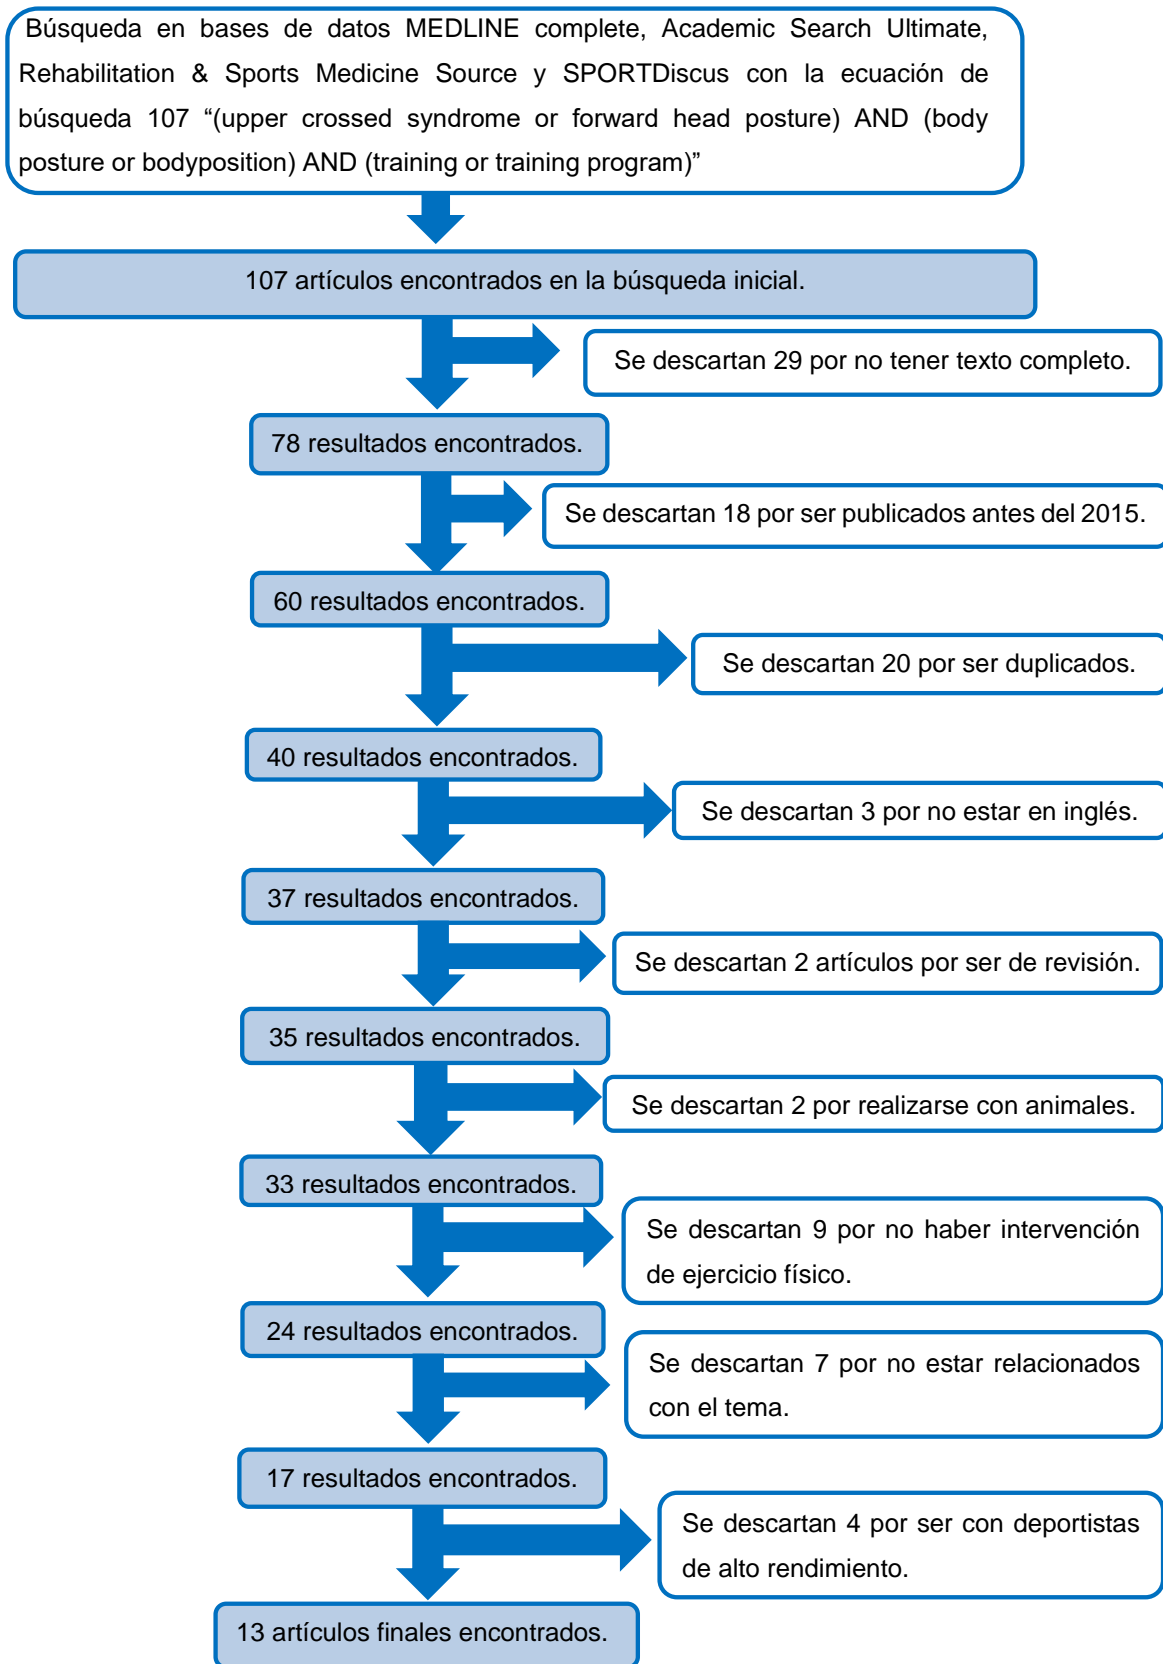 Búsqueda en bases de datos MEDLINE complete, Academic Search Ultimate,
Rehabilitation & Sports Medicine Source y SPORTDiscus con la ecuación de
búsqueda 107 “(upper crossed syndrome or forward head posture) AND (body
posture or bodyposition) AND (training or training program)”
107 artículos encontrados en la búsqueda inicial.
Se descartan 29 por no tener texto completo.
78 resultados encontrados.
Se descartan 18 por ser publicados antes del 2015.
60 resultados encontrados.
Se descartan 20 por ser duplicados.
40 resultados encontrados.
Se descartan 3 por no estar en inglés.
37 resultados encontrados.
Se descartan 2 artículos por ser de revisión.
35 resultados encontrados.
Se descartan 2 por realizarse con animales.
33 resultados encontrados.
Se descartan 9 por no haber intervención
de ejercicio físico.
24 resultados encontrados.
Se descartan 7 por no estar relacionados
con el tema.
17 resultados encontrados.
Se descartan 4 por ser con deportistas
de alto rendimiento.
13 artículos finales encontrados.